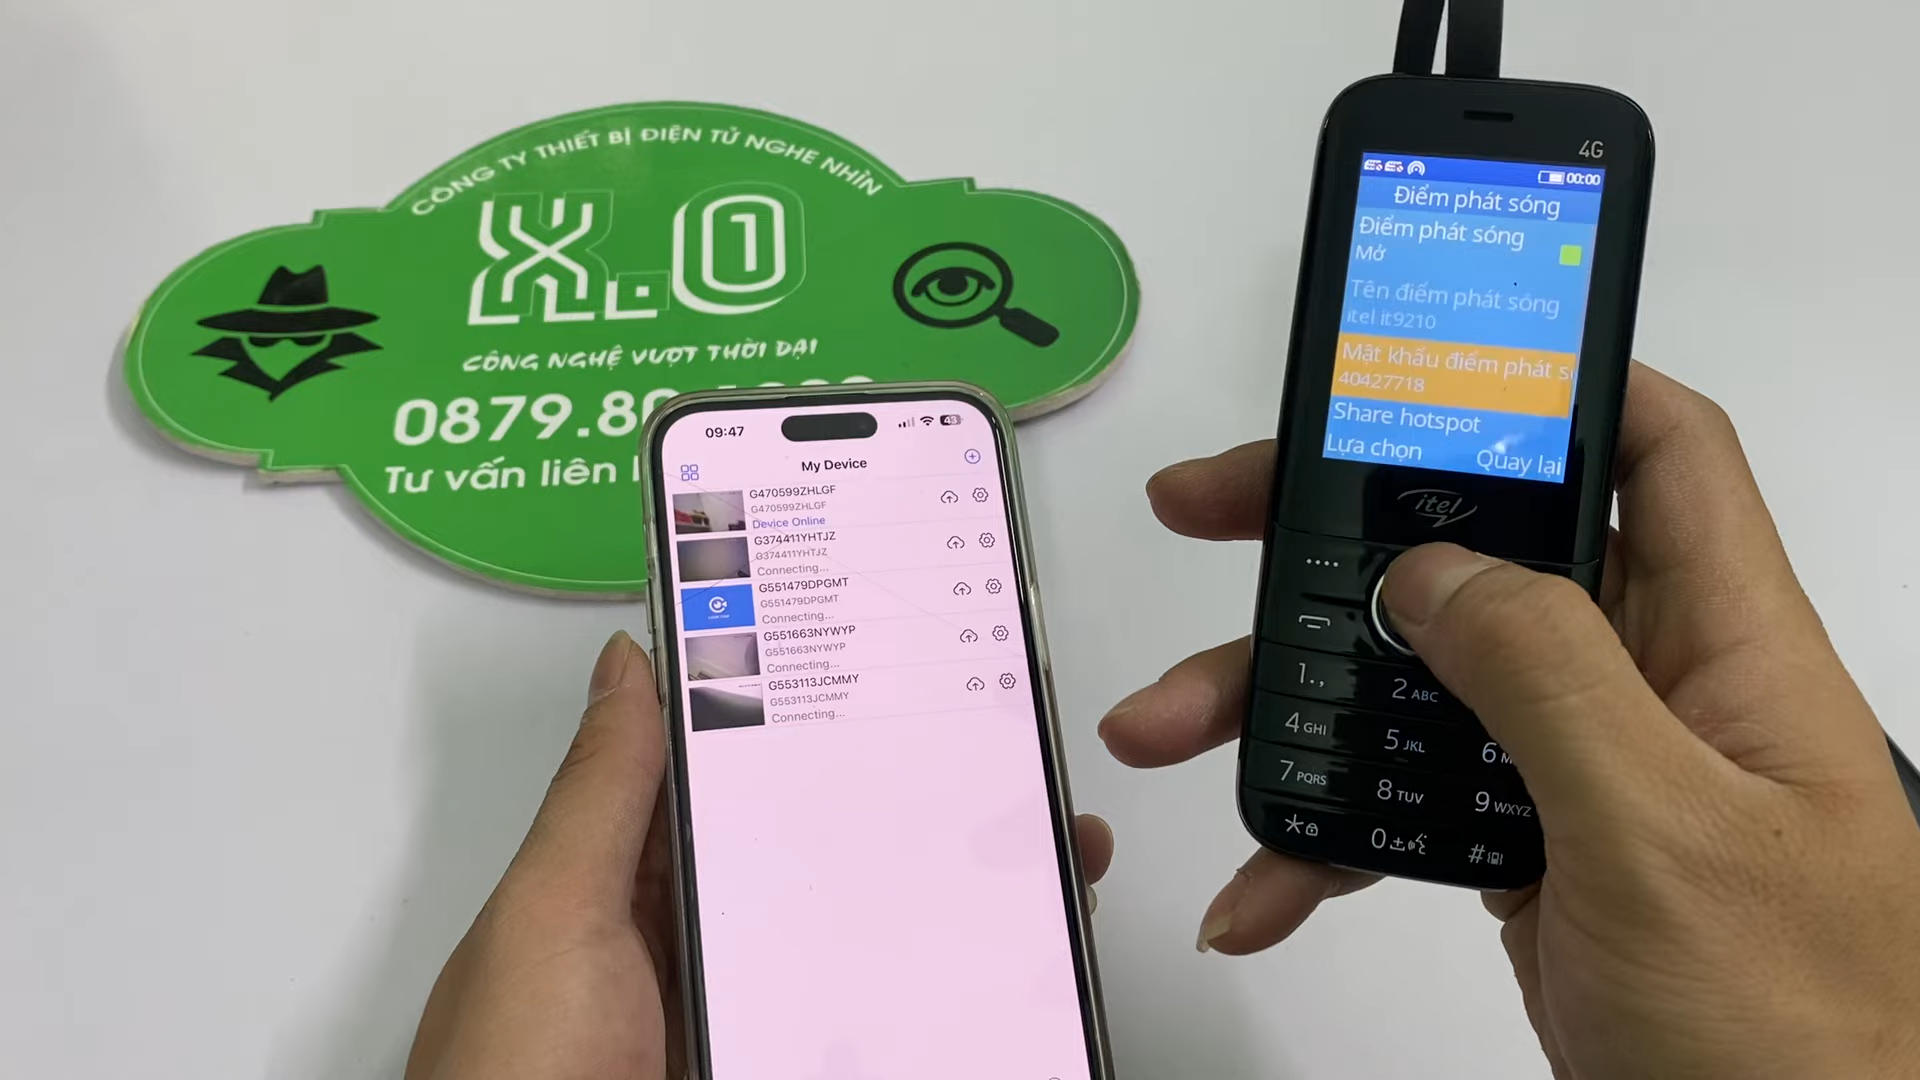 CÔNG TY THIẾT BỊ ĐIỆN TỬ NGHE NHÌN
X.01
CÔNG NGHỆ VƯỢT THỜI ĐẠI
0879.80
Tư vấn liên
09:47
43
My Device
G470599ZHLGF
G470599ZHLGF
Device Online
G374411YHTJZ
G374411YHTJZ
Connecting...
G551479DPGMT
G551479DPGMT
Connecting...
G551663NYWYP
G551663NYWYP
Connecting...
G553113JCMMY
G553113JCMMY
Connecting...
4G
00:00
Điểm phát sóng
Điểm phát sóng
Mở
Tên điểm phát sóng
itel it9210
Mật khẩu điểm phát s
40427718
Share hotspot
Lựa chọn Quay lại
itel
1.,
2 ABC
4 GHI
5 JKL
6 M
7 PQRS
8 TUV
9 WXYZ
*
0 ±
#